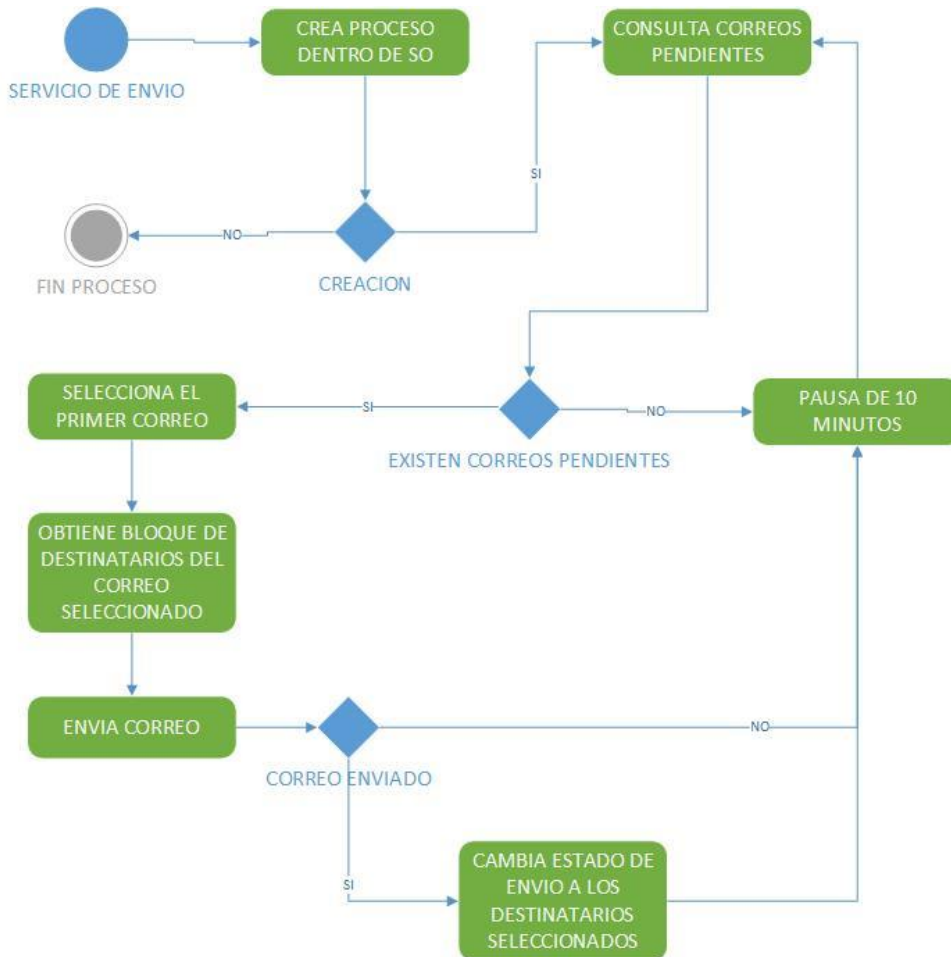 CREA PROCESO
DENTRO DE SO
CONSULTA CORREOS
PENDIENTES
SERVICIO DE ENVIO
SI
NO
FIN PROCESO
CREACION
SELECCIONA EL
PRIMER CORREO
SI
NO
PAUSA DE 10
MINUTOS
EXISTEN CORREOS PENDIENTES
OBTIENE BLOQUE DE
DESTINATARIOS DEL
CORREO
SELECCIONADO
ENVIA CORREO
NO
CORREO ENVIADO
SI
CAMBIA ESTADO DE
ENVIO A LOS
DESTINATARIOS
SELECCIONADOS